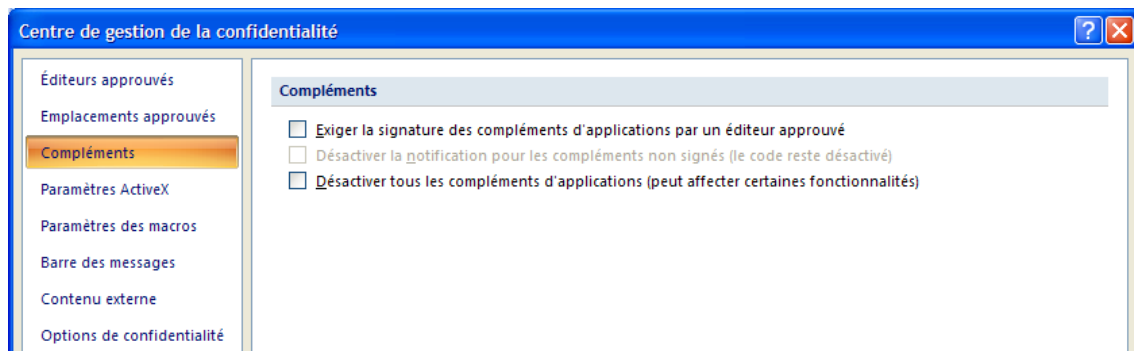 Centre de gestion de la confidentialité
Éditeurs approuvés
Emplacements approuvés
Compléments
Paramètres ActiveX
Paramètres des macros
Barre des messages
Contenu externe
Options de confidentialité
Compléments
Exiger la signature des compléments d'applications par un éditeur approuvé
Désactiver la notification pour les compléments non signés (le code reste désactivé)
Désactiver tous les compléments d'applications (peut affecter certaines fonctionnalités)